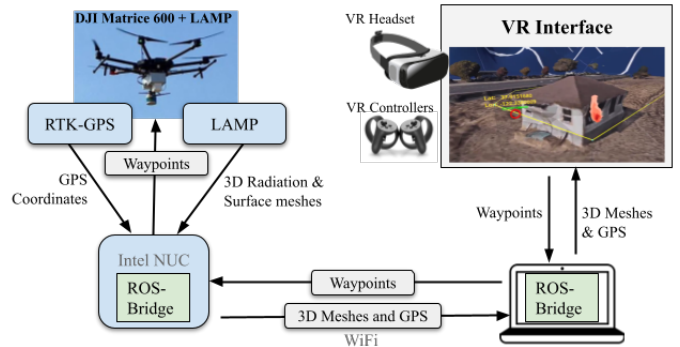 DJI Matrice 600 + LAMP
VR Headset
VR Interface
VR Controllers
RTK-GPS
LAMP
Waypoints
GPS
Coordinates
3D Radiation &
Surface meshes
Waypoints
3D Meshes
& GPS
Intel NUC
ROS-
Bridge
Waypoints
3D Meshes and GPS
WiFi
ROS-
Bridge